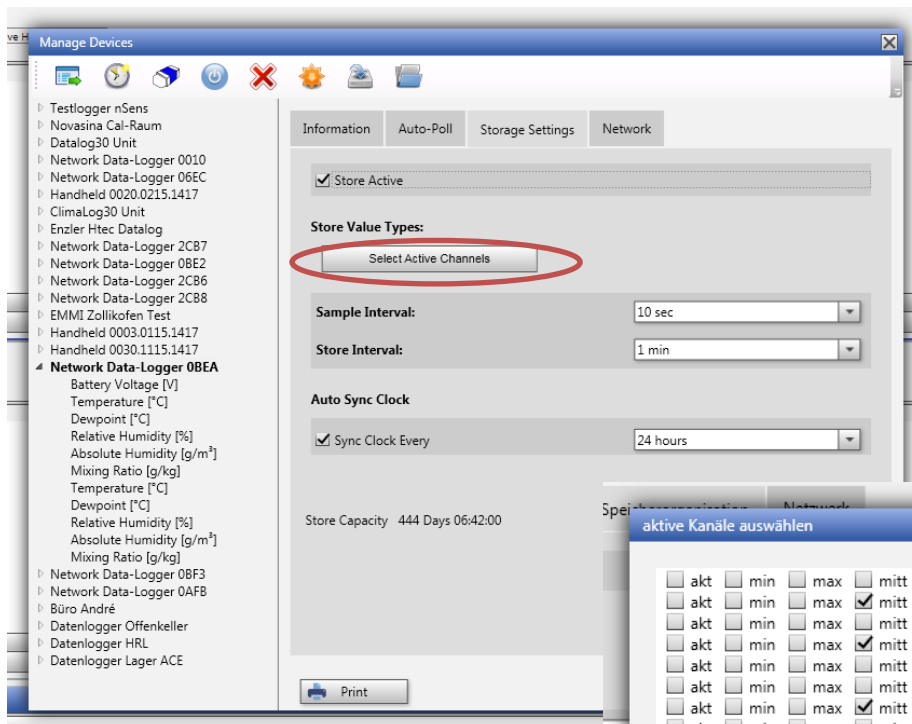 ve H
Manage Devices
Testlogger nSens
Novasina Cal-Raum
Datalog30 Unit
Network Data-Logger 0010
Network Data-Logger 06EC
Handheld 0020.0215.1417
ClimaLog30 Unit
Enzler Htec Datalog
Network Data-Logger 2CB7
Network Data-Logger 0BE2
Network Data-Logger 2CB6
Network Data-Logger 2CB8
EMMI Zollikofen Test
Handheld 0003.0115.1417
Handheld 0030.1115.1417
Network Data-Logger 0BEA
Battery Voltage [V]
Temperature [°C]
Dewpoint [°C]
Relative Humidity [%]
Absolute Humidity [g/m³]
Mixing Ratio [g/kg]
Temperature [°C]
Dewpoint [°C]
Relative Humidity [%]
Absolute Humidity [g/m³]
Mixing Ratio [g/kg]
Network Data-Logger 0BF3
Network Data-Logger 0AFB
Büro André
Datenlogger Offenkeller
Datenlogger HRL
Datenlogger Lager ACE
Information Auto-Poll Storage Settings Network
Store Active
Store Value Types:
Select Active Channels
Sample Interval: 10 sec
Store Interval: 1 min
Auto Sync Clock
Sync Clock Every 24 hours
Store Capacity 444 Days 06:42:00
Print
Speicherorganisation Netzwerk
aktive Kanäle auswählen
akt min max mitt
akt min max mitt
akt min max mitt
akt min max mitt
akt min max mitt
akt min max mitt
akt min max mitt